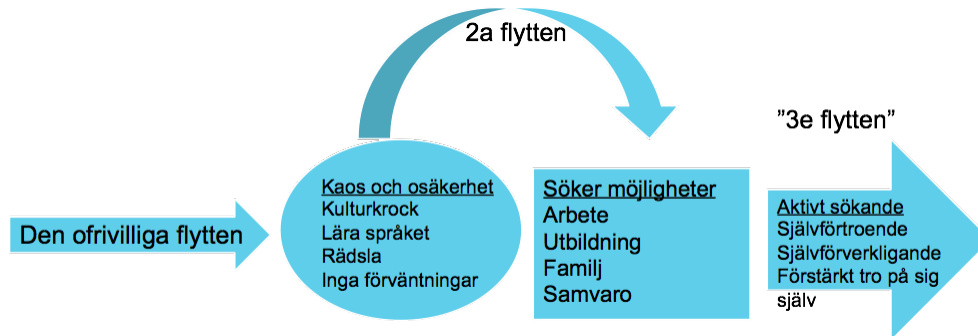 2a flytten
Den ofrivilliga flytten
Kaos och osäkerhet
Kulturkrock
Lära språket
Rädsla
Inga förväntningar
Söker möjligheter
Arbete
Utbildning
Familj
Samvaro
”3e flytten”
Aktivt sökande
Självförtroende
Självförverkligande
Förstärkt tro på sig
själv